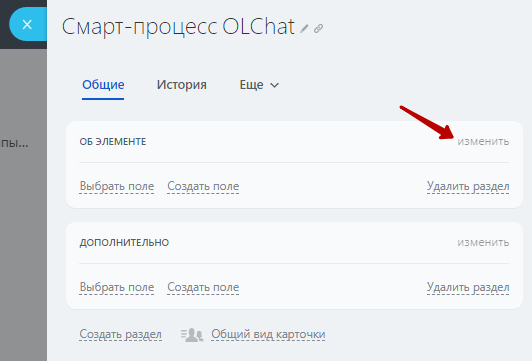 Смарт-процесс OLChat
Общие История Еще
пы...
ОБ ЭЛЕМЕНТЕ изменить
Выбрать поле Создать поле Удалить раздел
ДОПОЛНИТЕЛЬНО изменить
Выбрать поле Создать поле Удалить раздел
Создать раздел Общий вид карточки